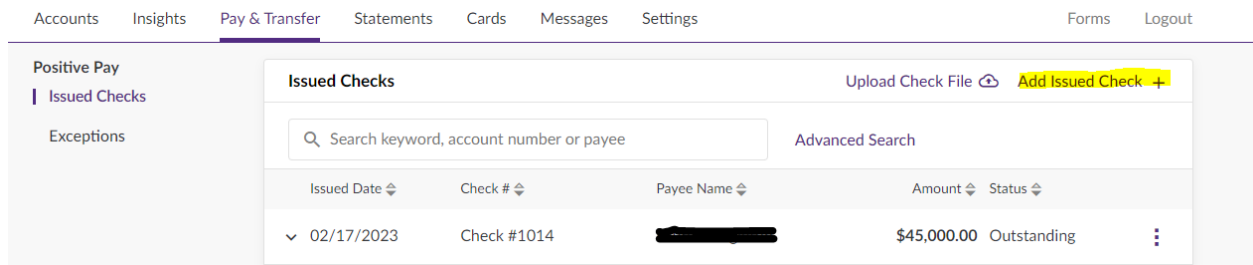 Accounts Insights Pay & Transfer Statements Cards Messages Settings Forms Logout
Positive Pay
Issued Checks
Exceptions
Issued Checks Upload Check File Add Issued Check +
Search keyword, account number or payee Advanced Search
Issued Date Check # Payee Name Amount Status
02/17/2023 Check #1014 $45,000.00 Outstanding